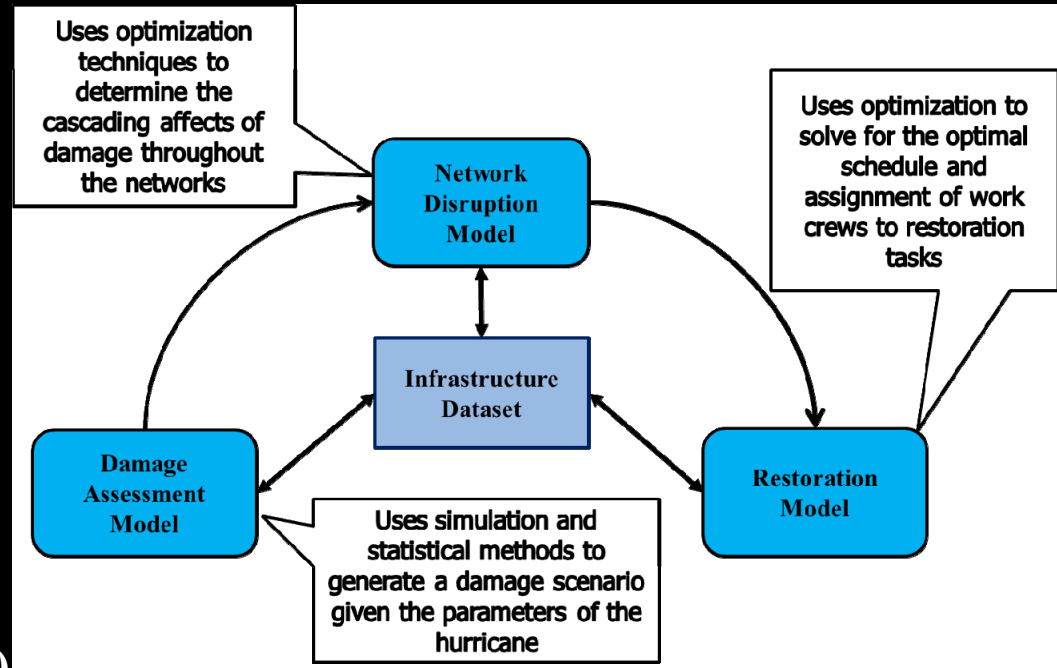 Uses optimization
techniques to
determine the
cascading affects of
damage throughout
the networks
Network
Disruption
Model
Uses optimization to
solve for the optimal
schedule and
assignment of work
crews to restoration
tasks
Infrastructure
Dataset
Damage
Assessment
Model
Restoration
Model
Uses simulation and
statistical methods to
generate a damage scenario
given the parameters of the
hurricane